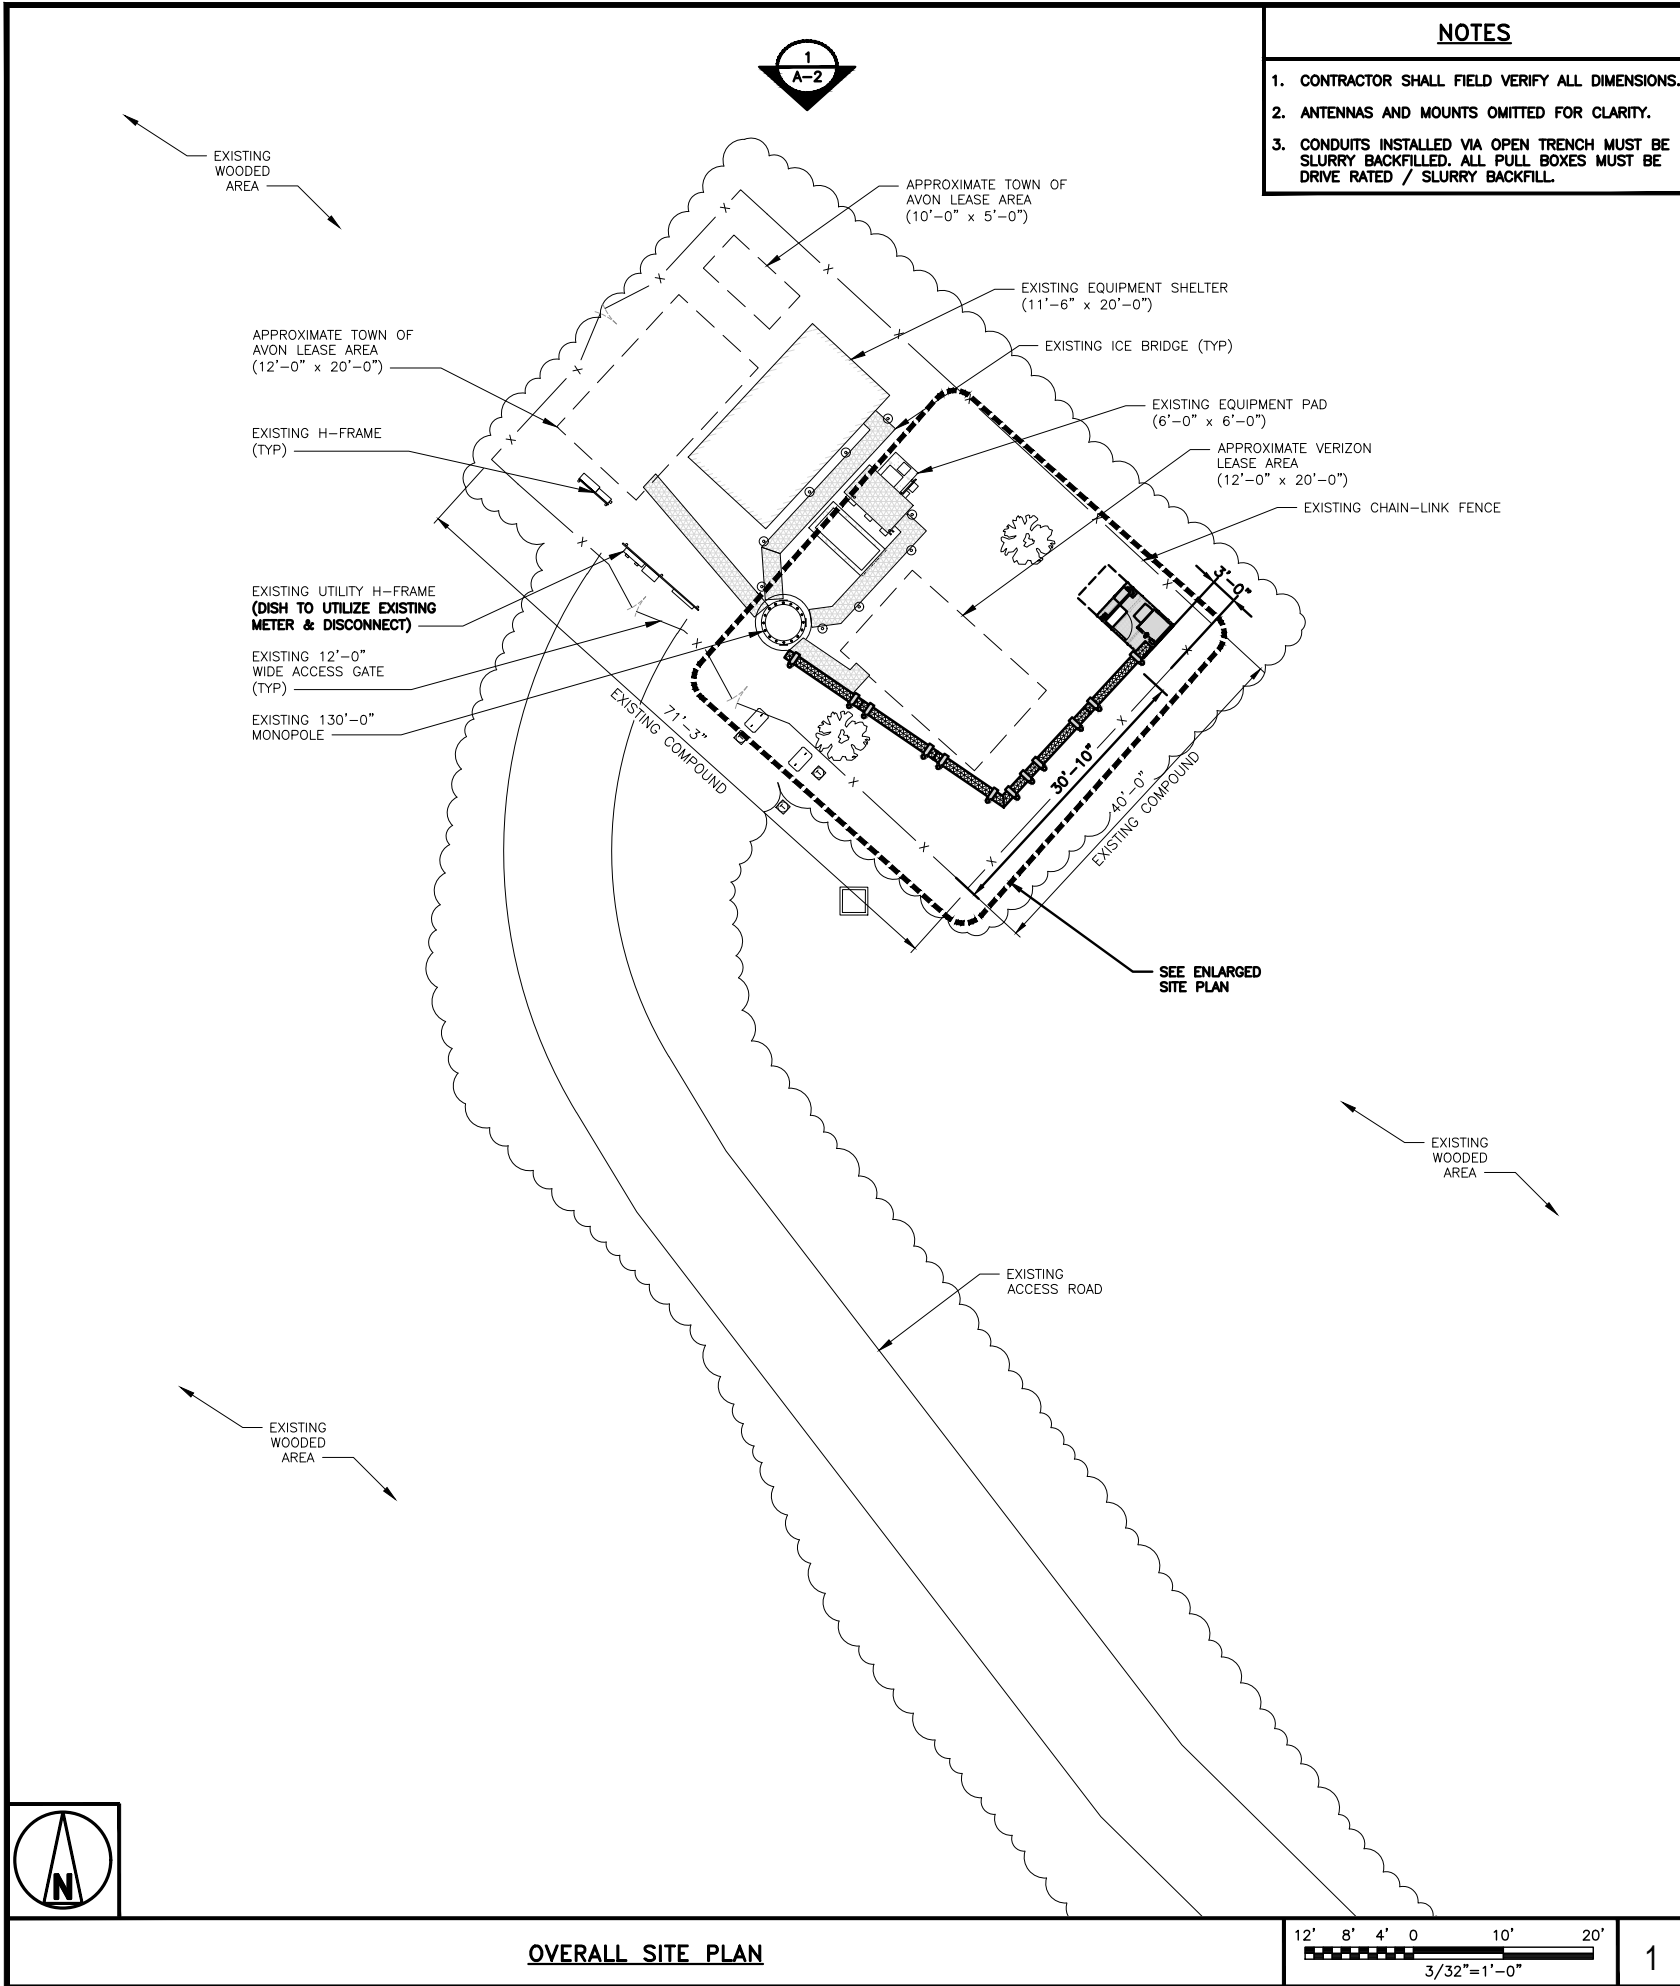 1
A-2
NOTES
1. CONTRACTOR SHALL FIELD VERIFY ALL DIMENSIONS.
2. ANTENNAS AND MOUNTS OMITTED FOR CLARITY.
3. CONDUITS INSTALLED VIA OPEN TRENCH MUST BE
SLURRY BACKFILLED. ALL PULL BOXES MUST BE
DRIVE RATED / SLURRY BACKFILL.
EXISTING
WOODED
AREA
APPROXIMATE TOWN OF
AVON LEASE AREA
(10'-0" x 5'-0")
EXISTING EQUIPMENT SHELTER
(11'-6" x 20'-0")
EXISTING ICE BRIDGE (TYP)
EXISTING EQUIPMENT PAD
(6'-0" x 6'-0")
APPROXIMATE VERIZON
LEASE AREA
(12'-0" x 20'-0")
EXISTING CHAIN-LINK FENCE
APPROXIMATE TOWN OF
AVON LEASE AREA
(12'-0" x 20'-0")
EXISTING H-FRAME
(TYP)
EXISTING UTILITY H-FRAME
(DISH TO UTILIZE EXISTING
METER & DISCONNECT)
EXISTING 12'-0"
WIDE ACCESS GATE
(TYP)
EXISTING 130'-0"
MONOPOLE
3'-0"
71'-3"
EXISTING COMPOUND
30'-10"
40'-0"
EXISTING COMPOUND
SEE ENLARGED
SITE PLAN
EXISTING
WOODED
AREA
EXISTING
ACCESS ROAD
EXISTING
WOODED
AREA
N
OVERALL SITE PLAN
12' 8' 4' 0 10' 20'
3/32"=1'-0"
1